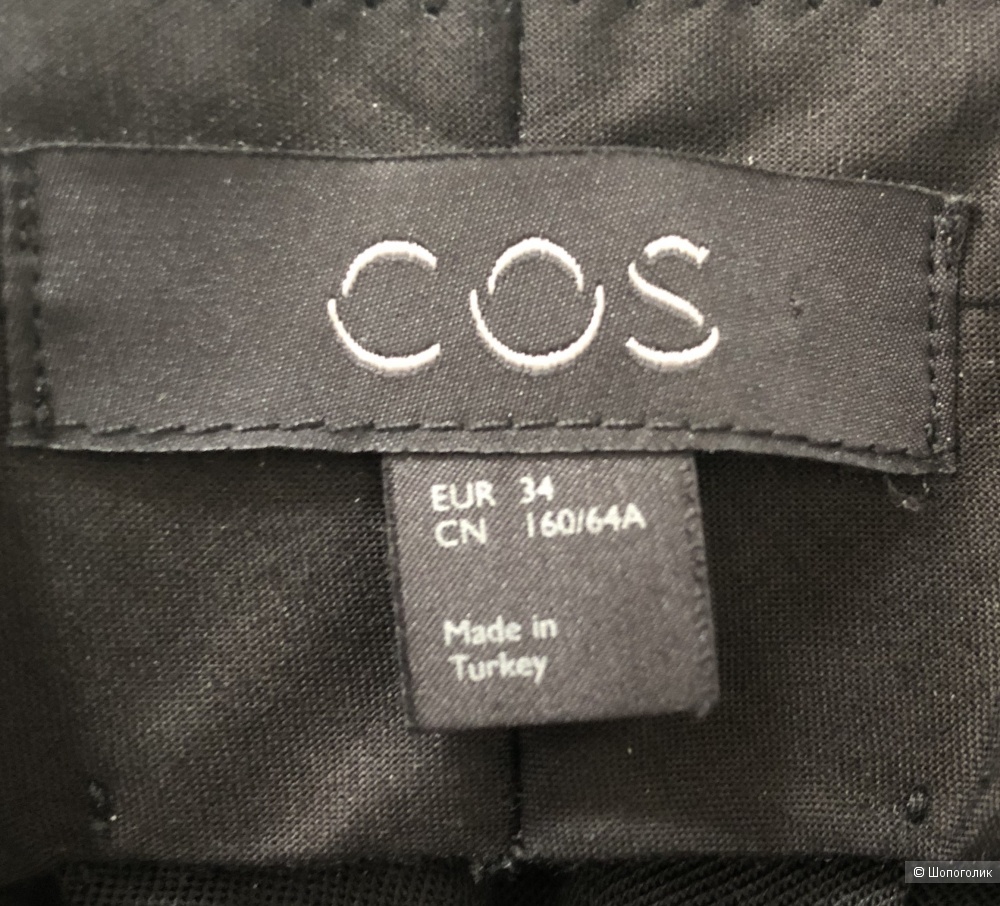 COS
EUR 34
CN 160/64A
Made in
Turkey
© Шопоголик